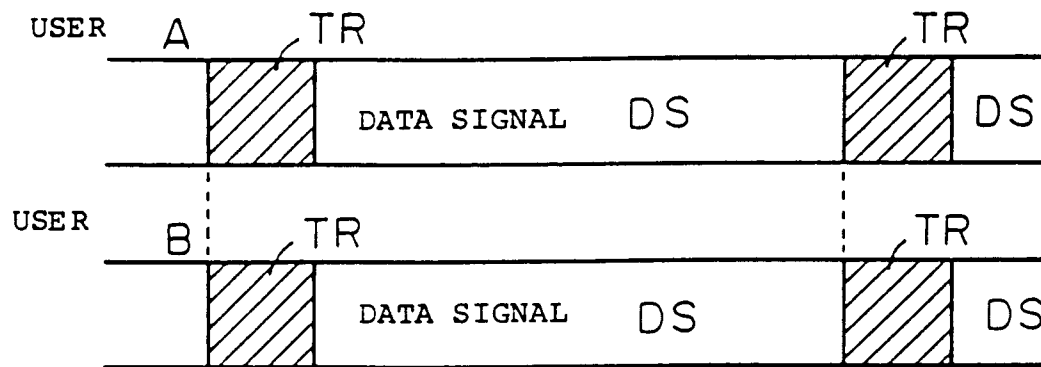 USER A TR TR
DATA SIGNAL DS DS
USER B TR TR
DATA SIGNAL DS DS